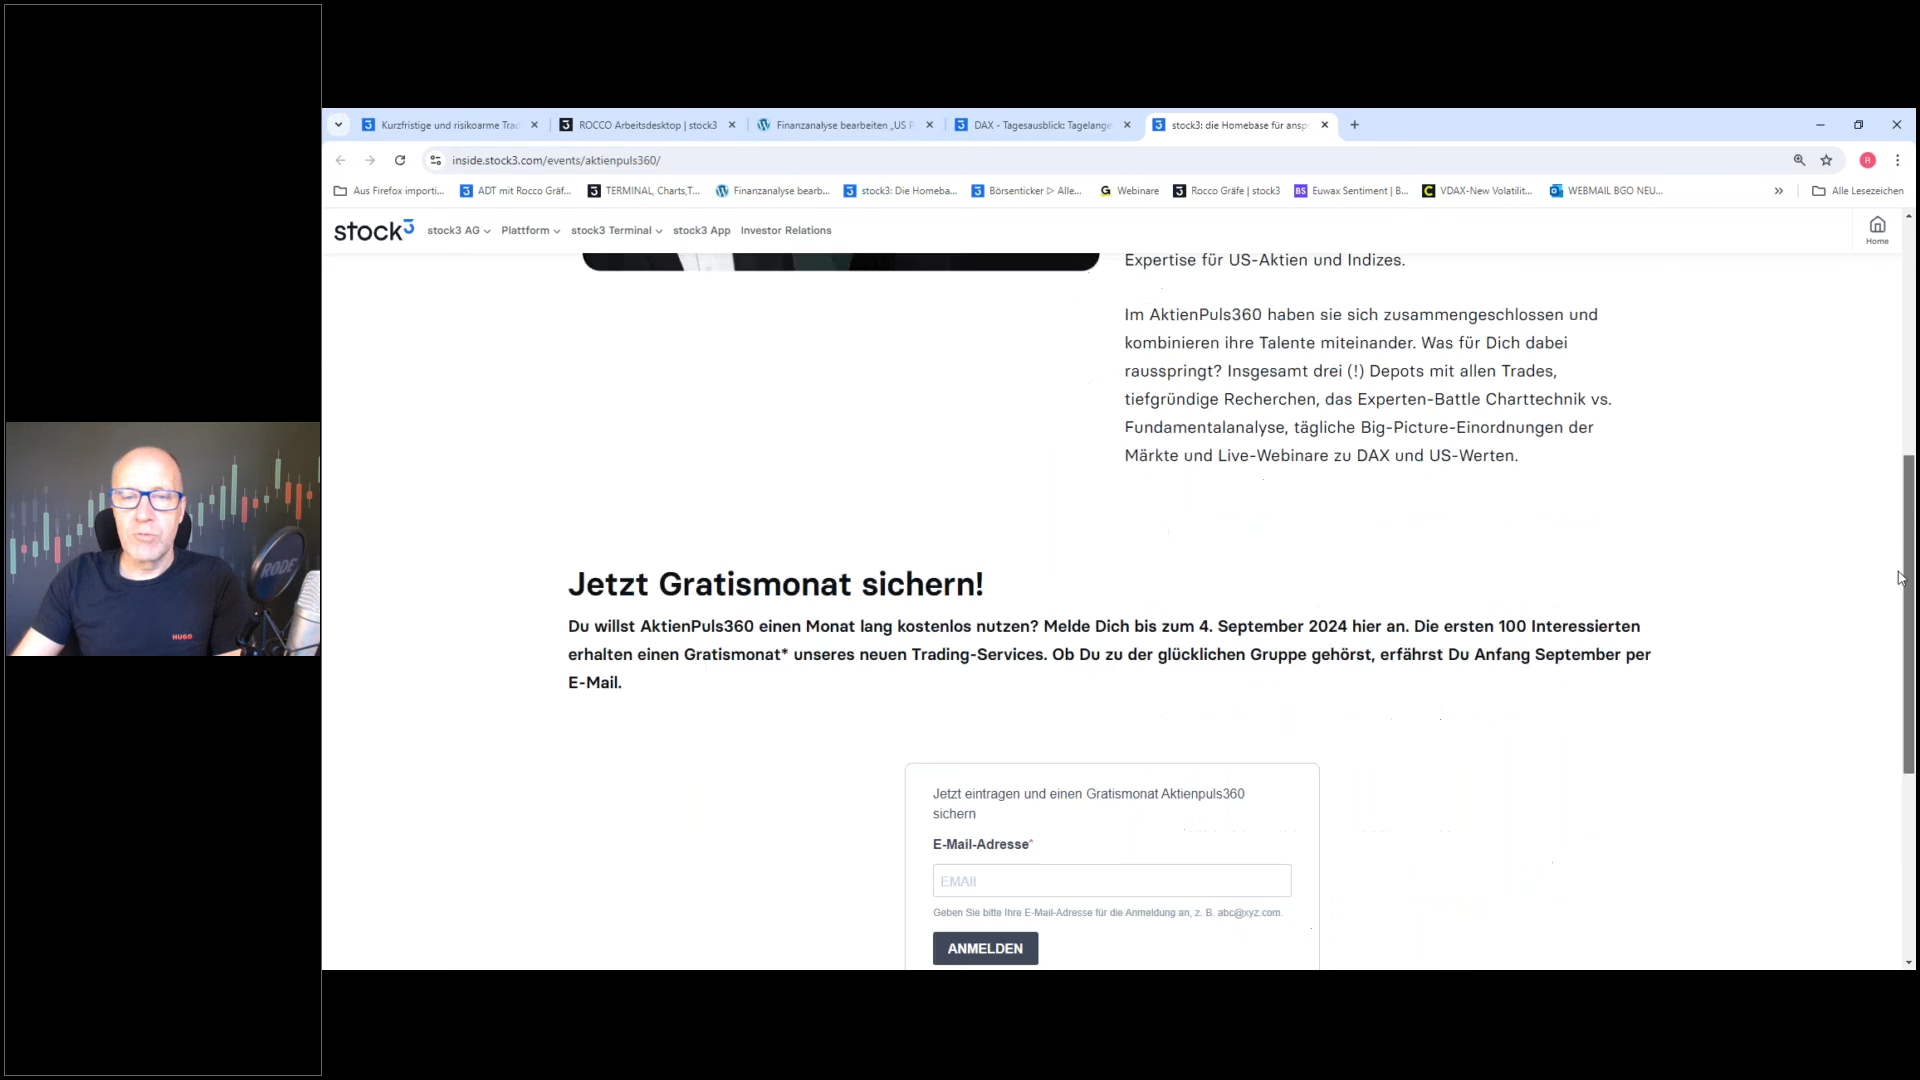 Kurzfristige und risikoarme Trad
ROCCO Arbeitsdesktop | stock3
Finanzanalyse bearbeiten „US P
DAX - Tagesausblick: Tagelange
stock3: die Homebase für ansp
inside.stock3.com/events/aktienpuls360/
R
Aus Firefox importi...
ADT mit Rocco Gräf...
TERMINAL, Charts,T...
Finanzanalyse bearb...
stock3: Die Homeba...
Börsenticker ▷ Alle...
Webinare
Rocco Gräfe | stock3
Euwax Sentiment | B...
VDAX-New Volatilit...
WEBMAIL BGO NEU...
»
Alle Lesezeichen
stock3
stock3 AG
Plattform
stock3 Terminal
stock3 App
Investor Relations
Home
Expertise für US-Aktien und Indizes.
Im AktienPuls360 haben sie sich zusammengeschlossen und
kombinieren ihre Talente miteinander. Was für Dich dabei
rausspringt? Insgesamt drei (!) Depots mit allen Trades,
tiefgründige Recherchen, das Experten-Battle Charttechnik vs.
Fundamentalanalyse, tägliche Big-Picture-Einordnungen der
Märkte und Live-Webinare zu DAX und US-Werten.
RODE
HUGO
Jetzt Gratismonat sichern!
Du willst AktienPuls360 einen Monat lang kostenlos nutzen? Melde Dich bis zum 4. September 2024 hier an. Die ersten 100 Interessierten
erhalten einen Gratismonat* unseres neuen Trading-Services. Ob Du zu der glücklichen Gruppe gehörst, erfährst Du Anfang September per
E-Mail.
Jetzt eintragen und einen Gratismonat Aktienpuls360
sichern
E-Mail-Adresse*
EMAIl
Geben Sie bitte Ihre E-Mail-Adresse für die Anmeldung an, z. B. abc@xyz.com.
ANMELDEN